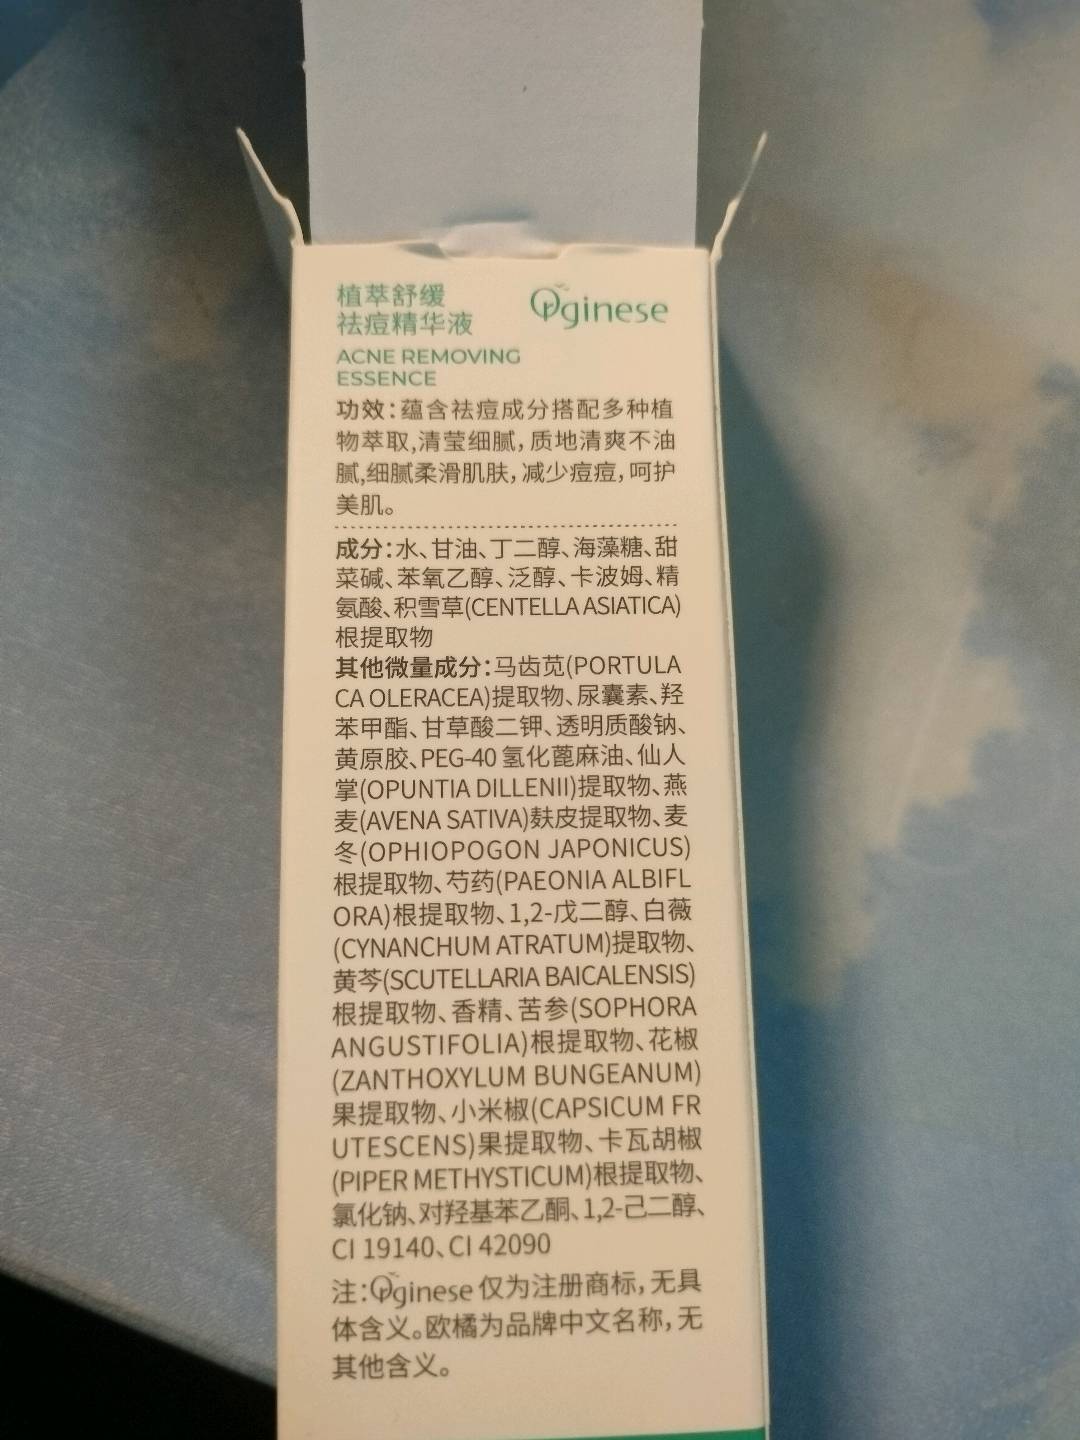 植萃舒缓
祛痘精华液
Orginese
ACNE REMOVING
ESSENCE
功效：蕴含祛痘成分搭配多种植
物萃取,清莹细腻，质地清爽不油
腻,细腻柔滑肌肤，减少痘痘，呵护
美肌。
成分：水、甘油、丁二醇、海藻糖、甜
菜碱、苯氧乙醇、泛醇、卡波姆、精
氨酸、积雪草(CENTELLA ASIATICA)
根提取物
其他微量成分：马齿苋(PORTULA
CA OLERACEA)提取物、尿囊素、羟
苯甲酯、甘草酸二钾、透明质酸钠、
黄原胶、PEG-40 氢化蓖麻油、仙人
掌(OPUNTIA DILLENII)提取物、燕
麦(AVENA SATIVA)麸皮提取物、麦
冬(OPHIOPOGON JAPONICUS)
根提取物、芍药(PAEONIA ALBIFL
ORA)根提取物、1,2-戊二醇、白薇
(CYNANCHUM ATRATUM)提取物、
黄芩(SCUTELLARIA BAICALENSIS)
根提取物、香精、苦参(SOPHORA
ANGUSTIFOLIA)根提取物、花椒
(ZANTHOXYLUM BUNGEANUM)
果提取物、小米椒(CAPSICUM FR
UTESCENS)果提取物、卡瓦胡椒
(PIPER METHYSTICUM)根提取物、
氯化钠、对羟基苯乙酮、1,2-己二醇、
CI 19140、CI 42090
注：Orginese 仅为注册商标，无具
体含义。欧橘为品牌中文名称，无
其他含义。